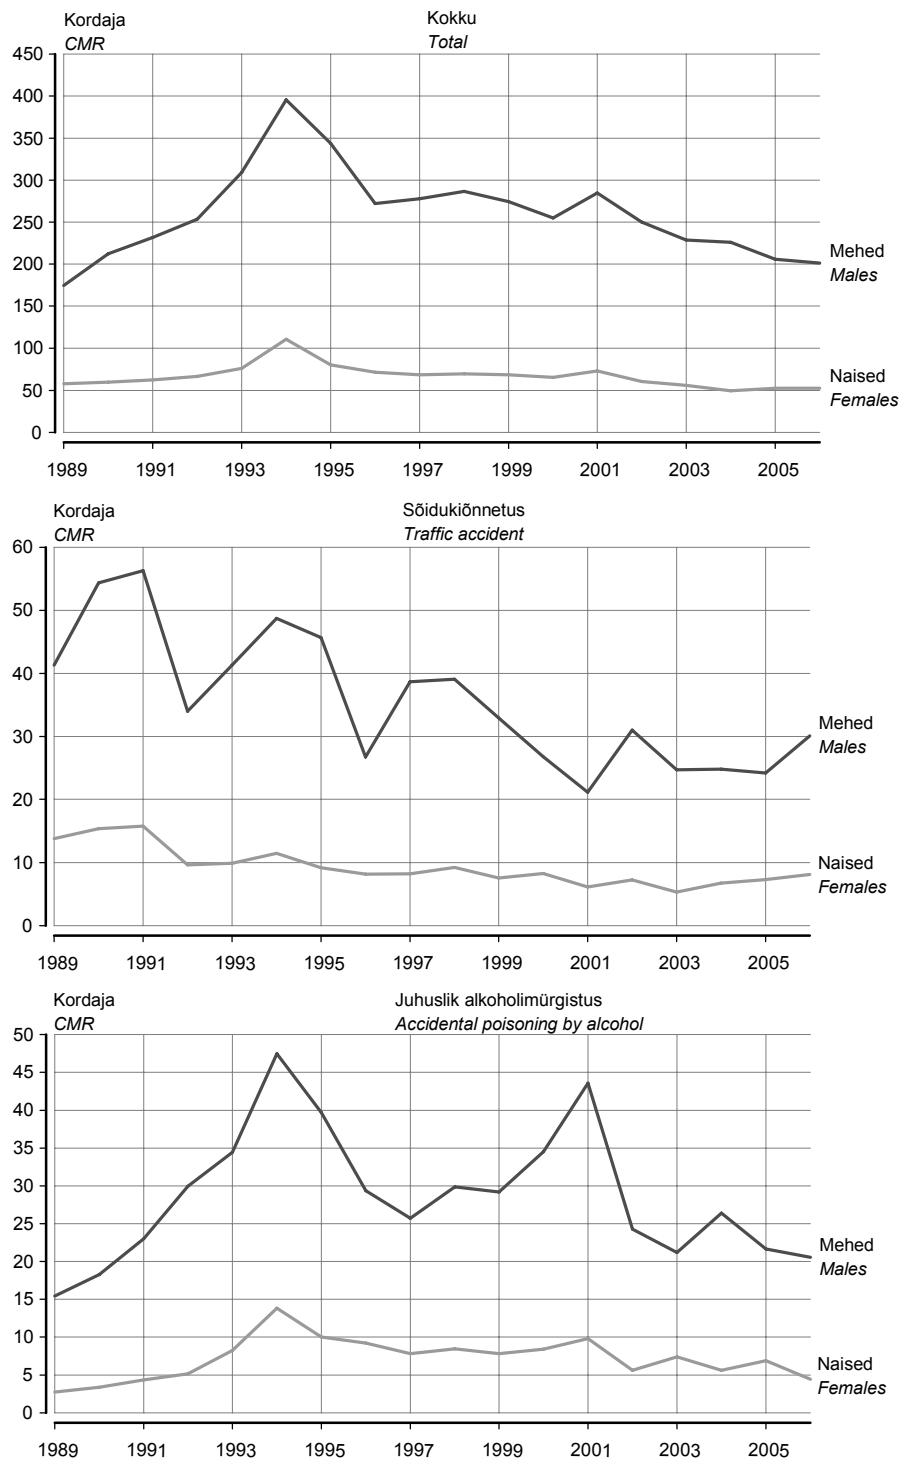 Kordaja
CMR
Kokku
Total
450
400
350
300
250
200
150
100
50
0
Mehed
Males
Naised
Females
1989 1991 1993 1995 1997 1999 2001 2003 2005
Kordaja
CMR
Sõidukiõnnetus
Traffic accident
60
50
40
30
20
10
0
Mehed
Males
Naised
Females
1989 1991 1993 1995 1997 1999 2001 2003 2005
Kordaja
CMR
Juhuslik alkoholimürgistus
Accidental poisoning by alcohol
50
45
40
35
30
25
20
15
10
5
0
Mehed
Males
Naised
Females
1989 1991 1993 1995 1997 1999 2001 2003 2005